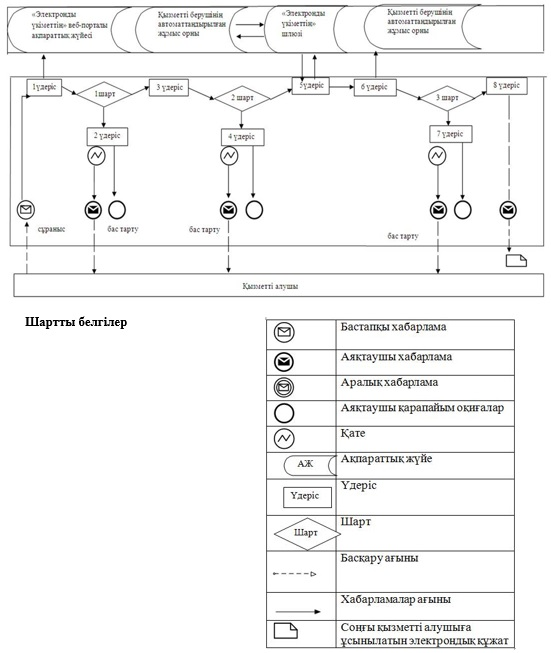 «Электронды
үкіметтің» веб-порталы
ақпараттық жүйесі
Қызметті берушінін
автоматтандырылған
жұмыс орны
«Электронды
үкіметтің»
шлюзі
Қызметті берушінін
автоматтандырылған
жұмыс орны
1үдеріс
1шарт
3 үдеріс
2 шарт
5үдеріс
6 үдеріс
3 шарт
8 үдеріс
2 үдеріс
4 үдеріс
7 үдеріс
сұраныс
бас тарту
бас тарту
бас тарту
Қызметті алушы
Шартты белгілер
Бастапқы хабарлама
Аяқтаушы хабарлама
Аралық хабарлама
Аяқтаушы қарапайым оқиғалар
Қате
АЖ
Ақпараттық жүйе
Үдеріс
Үдеріс
Шарт
Шарт
Басқару ағыны
Хабарламалар ағыны
Соңғы қызметті алушыға
ұсынылатын электрондық құжат